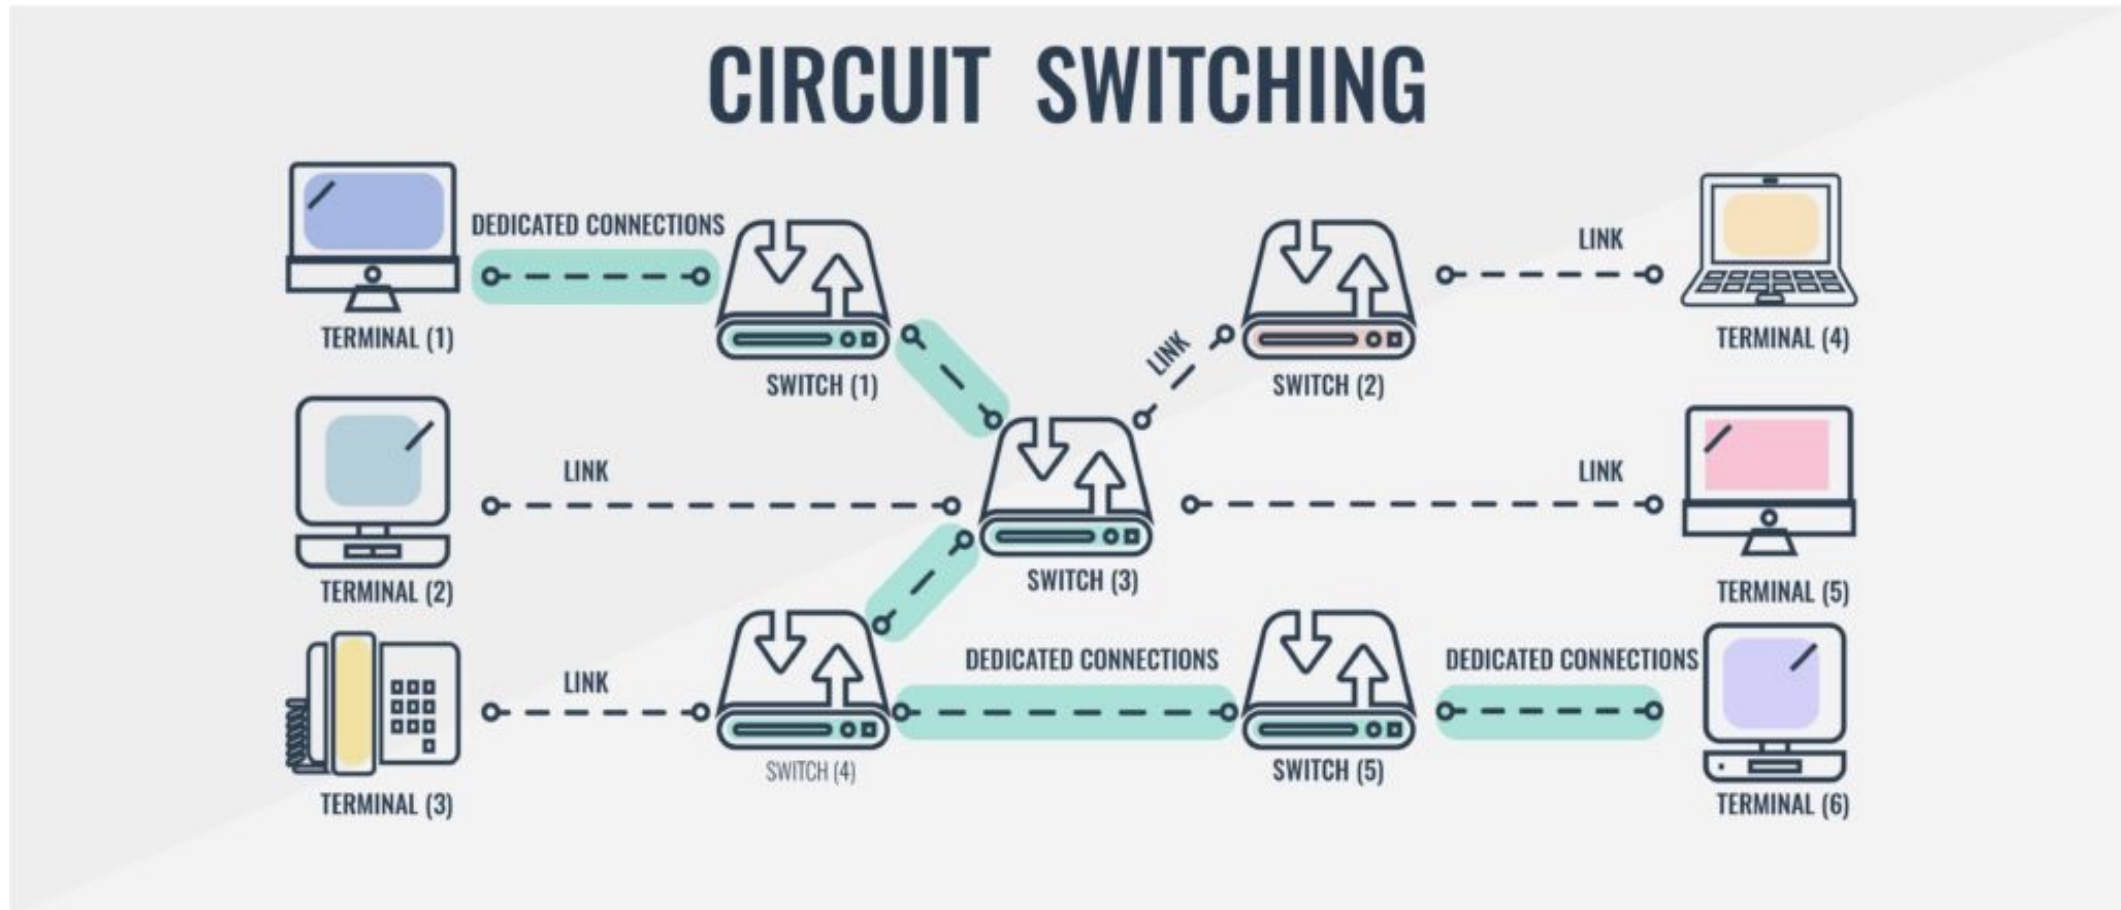 CIRCUIT SWITCHING
DEDICATED CONNECTIONS
LINK
TERMINAL (1)
SWITCH (1)
LINK
SWITCH (2)
TERMINAL (4)
LINK
LINK
TERMINAL (2)
SWITCH (3)
TERMINAL (5)
LINK
DEDICATED CONNECTIONS
DEDICATED CONNECTIONS
TERMINAL (3)
SWITCH (4)
SWITCH (5)
TERMINAL (6)